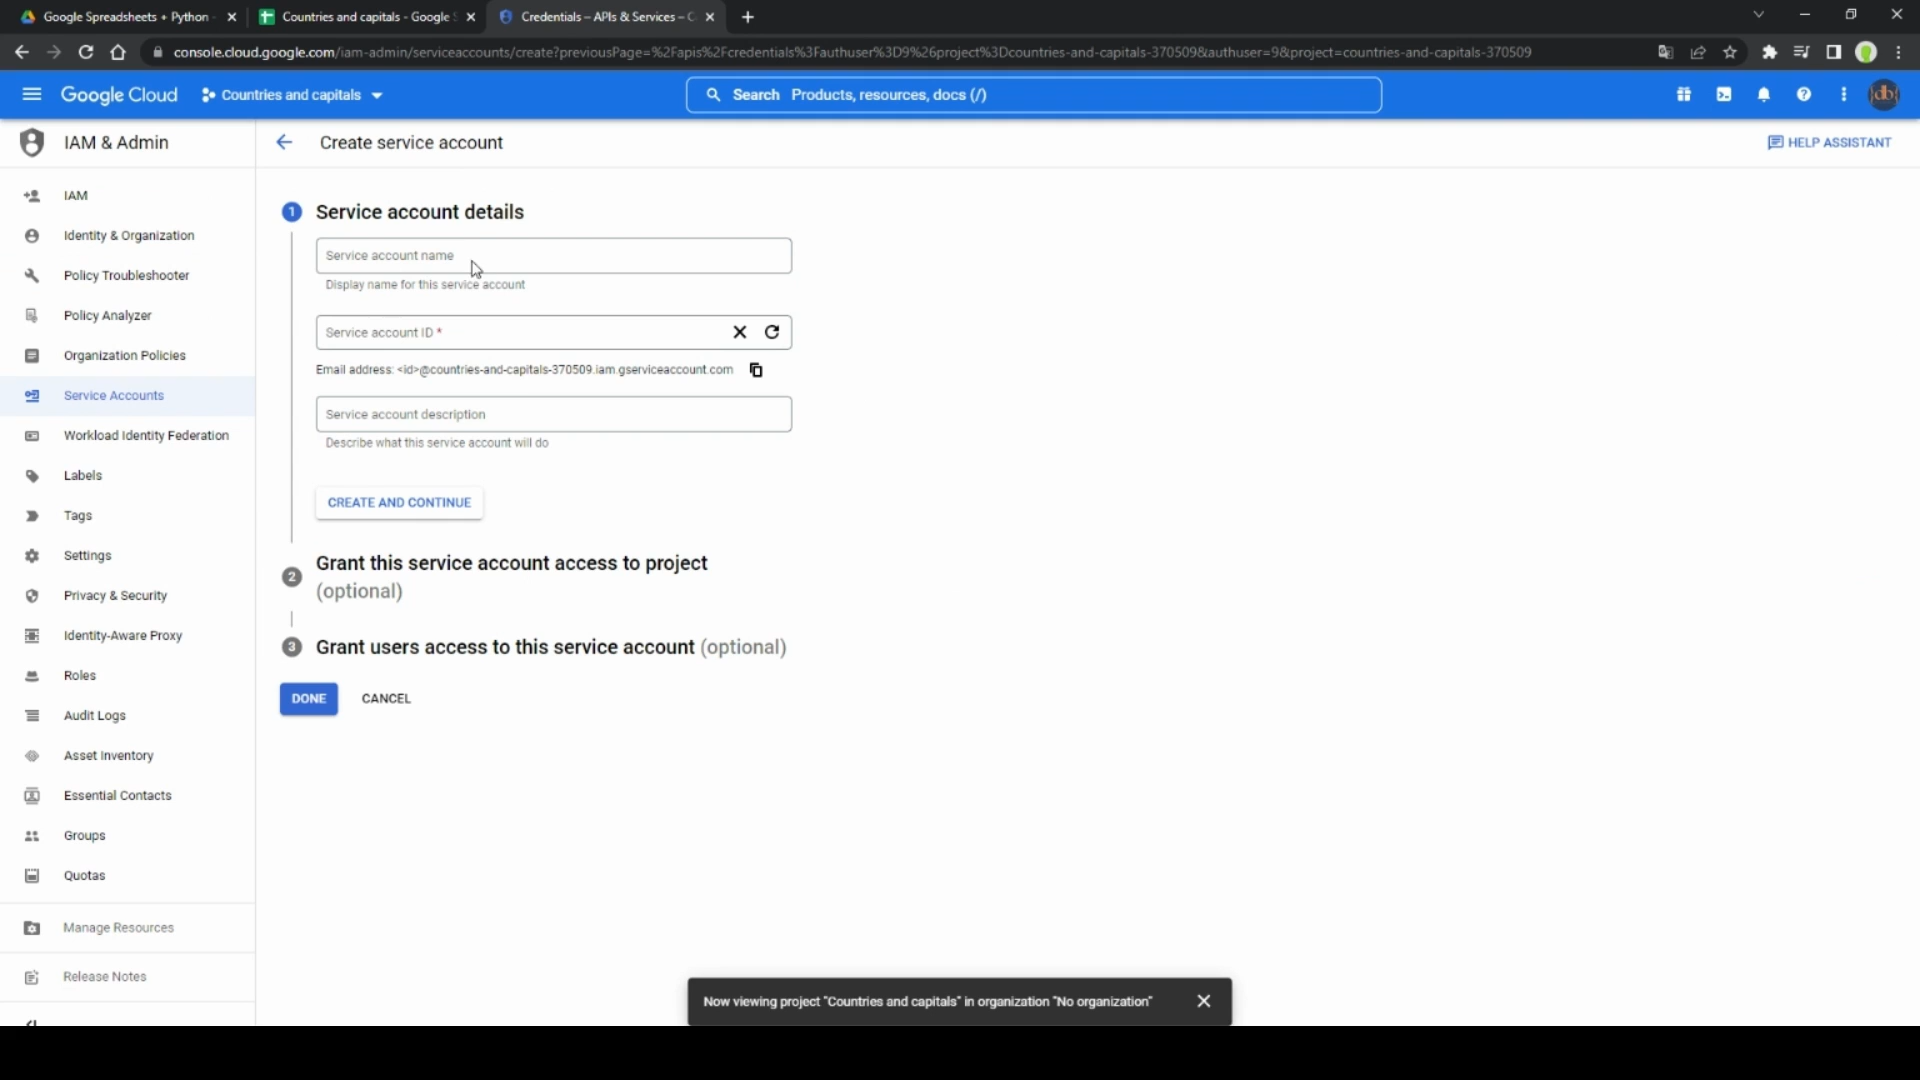 Google Spreadsheets + Python
Countries and capitals - Google S
Credentials – APIs & Services – C
console.cloud.google.com/iam-admin/serviceaccounts/create?previousPage=%2Fapis%2Fcredentials%3Fauthuser%3D9%26project%3Dcountries-and-capitals-370509&authuser=9&project=countries-and-capitals-370509
Google Cloud
Countries and capitals
Search Products, resources, docs (/)
{db}
IAM & Admin
Create service account
HELP ASSISTANT
IAM
Identity & Organization
Policy Troubleshooter
Policy Analyzer
Organization Policies
Service Accounts
Workload Identity Federation
Labels
Tags
Settings
Privacy & Security
Identity-Aware Proxy
Roles
Audit Logs
Asset Inventory
Essential Contacts
Groups
Quotas
Manage Resources
Release Notes
1 Service account details
Service account name
Display name for this service account
Service account ID *
Email address: <id>@countries-and-capitals-370509.iam.gserviceaccount.com
Service account description
Describe what this service account will do
CREATE AND CONTINUE
2 Grant this service account access to project
(optional)
3 Grant users access to this service account (optional)
DONE CANCEL
Now viewing project "Countries and capitals" in organization "No organization"